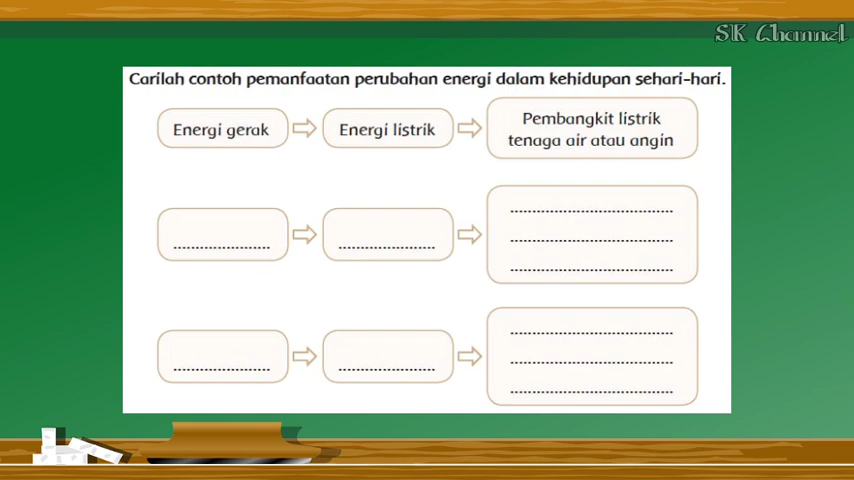 SK Channel
Carilah contoh pemanfaatan perubahan energi dalam kehidupan sehari-hari.
Energi gerak
Energi listrik
Pembangkit listrik
tenaga air atau angin